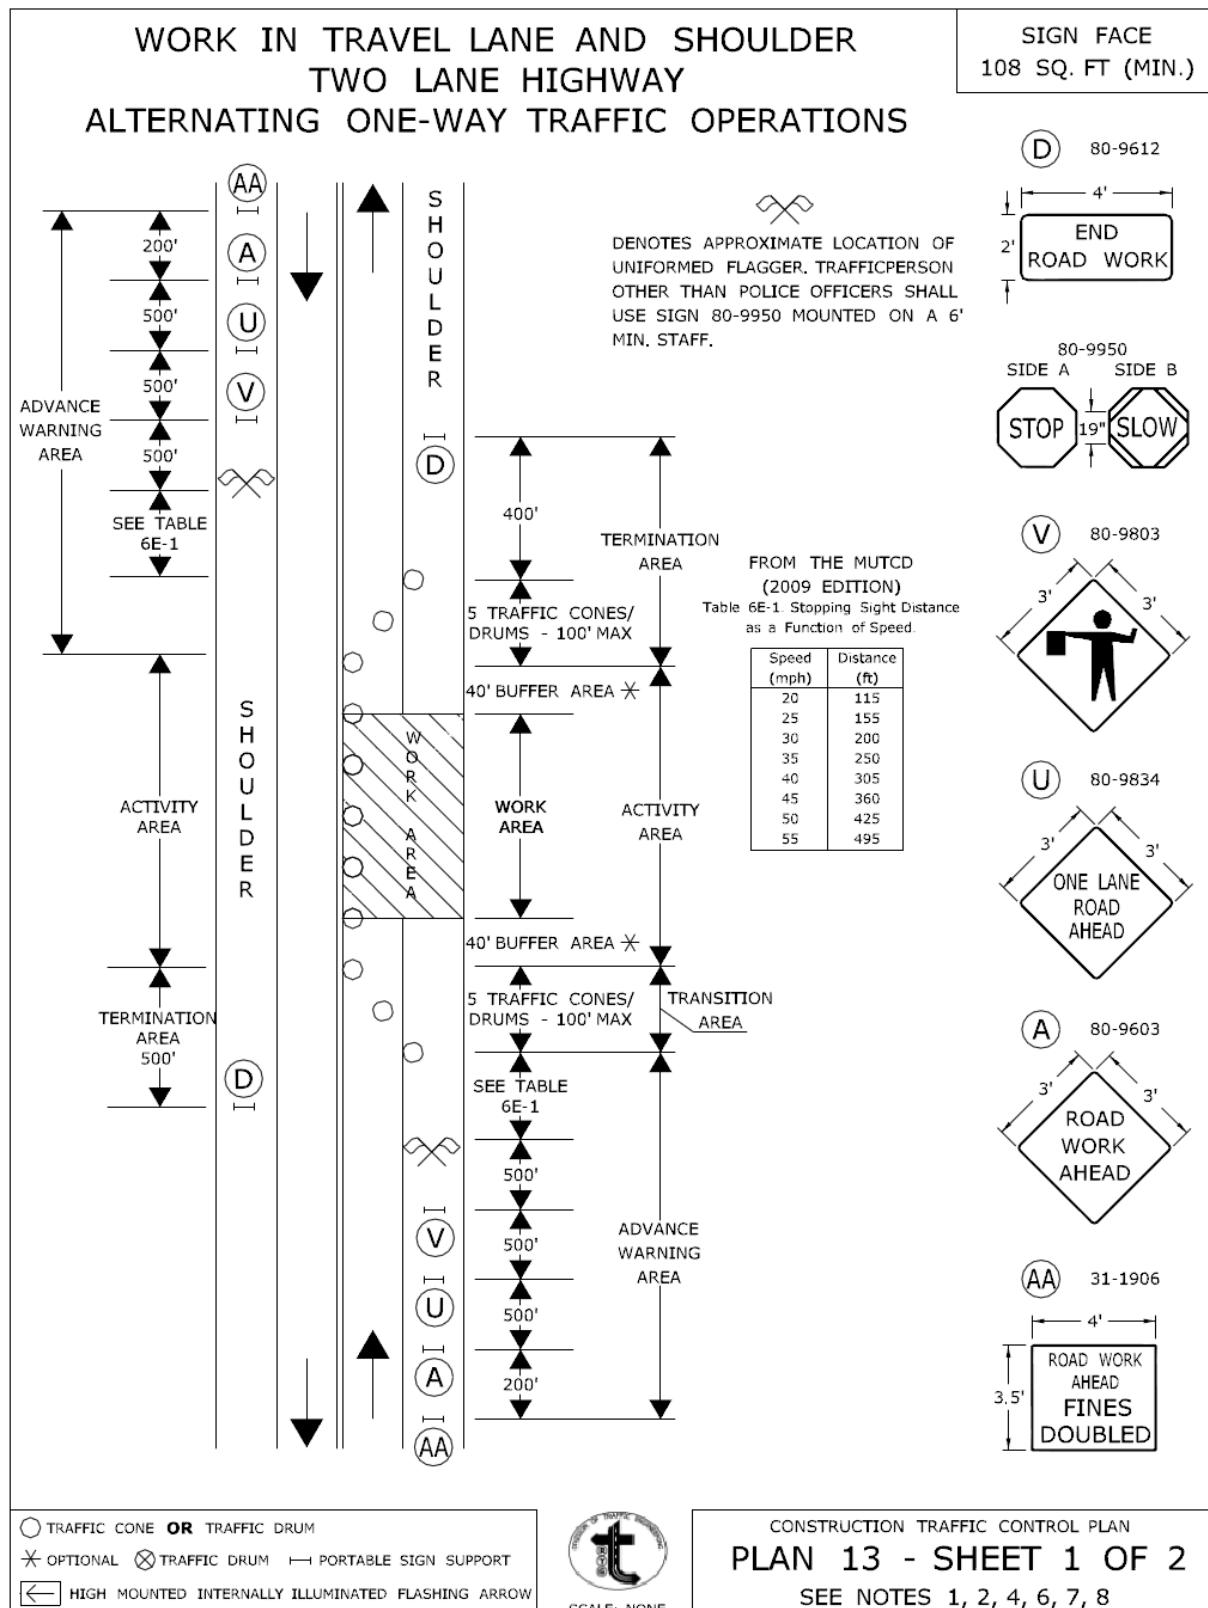 WORK IN TRAVEL LANE AND SHOULDER
TWO LANE HIGHWAY
ALTERNATING ONE-WAY TRAFFIC OPERATIONS
SIGN FACE
108 SQ. FT (MIN.)
AA
200'
A
500'
U
500'
V
500'
ADVANCE
WARNING
AREA
SEE TABLE
6E-1
SHOULDER
ACTIVITY
AREA
TERMINATION
AREA
500'
D
SHOULDER
D
400'
TERMINATION
AREA
5 TRAFFIC CONES/
DRUMS - 100' MAX
40' BUFFER AREA
WORK AREA
WORK
AREA
ACTIVITY
AREA
40' BUFFER AREA
5 TRAFFIC CONES/
DRUMS - 100' MAX
TRANSITION
AREA
SEE TABLE
6E-1
500'
V
500'
U
500'
A
200'
AA
ADVANCE
WARNING
AREA
DENOTES APPROXIMATE LOCATION OF
UNIFORMED FLAGGER. TRAFFICPERSON
OTHER THAN POLICE OFFICERS SHALL
USE SIGN 80-9950 MOUNTED ON A 6'
MIN. STAFF.
FROM THE MUTCD
(2009 EDITION)
Table 6E-1. Stopping Sight Distance
as a Function of Speed.
Speed Distance
(mph) (ft)
20 115
25 155
30 200
35 250
40 305
45 360
50 425
55 495
D 80-9612
4'
2'
END
ROAD WORK
80-9950
SIDE A SIDE B
STOP 19" SLOW
V 80-9803
3' 3'
U 80-9834
3' 3'
ONE LANE
ROAD
AHEAD
A 80-9603
3' 3'
ROAD
WORK
AHEAD
AA 31-1906
4'
3.5'
ROAD WORK
AHEAD
FINES
DOUBLED
TRAFFIC CONE OR TRAFFIC DRUM
OPTIONAL TRAFFIC DRUM PORTABLE SIGN SUPPORT
HIGH MOUNTED INTERNALLY ILLUMINATED FLASHING ARROW
DIVISION OF TRAFFIC ENGINEERING
SCALE: NONE
CONSTRUCTION TRAFFIC CONTROL PLAN
PLAN 13 - SHEET 1 OF 2
SEE NOTES 1, 2, 4, 6, 7, 8